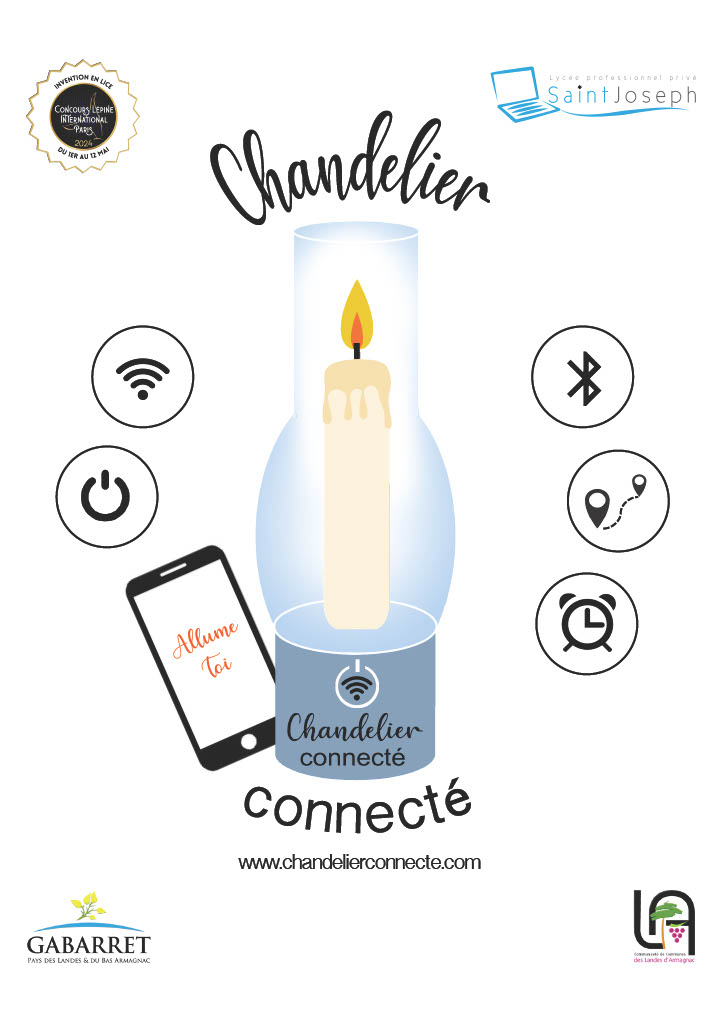 INVENTION EN LICE
CONCOURS LÉPINE
INTERNATIONAL
PARIS
2024
DU 1ER AU 12 MAI
Lycée professionnel privé
SaintJoseph
Chandelier
Allume
toi
Chandelier
connecté
connecté
www.chandelierconnecte.com
GABARRET
PAYS DES LANDES & DU BAS ARMAGNAC
LA
Communauté de Communes
des Landes d'Armagnac